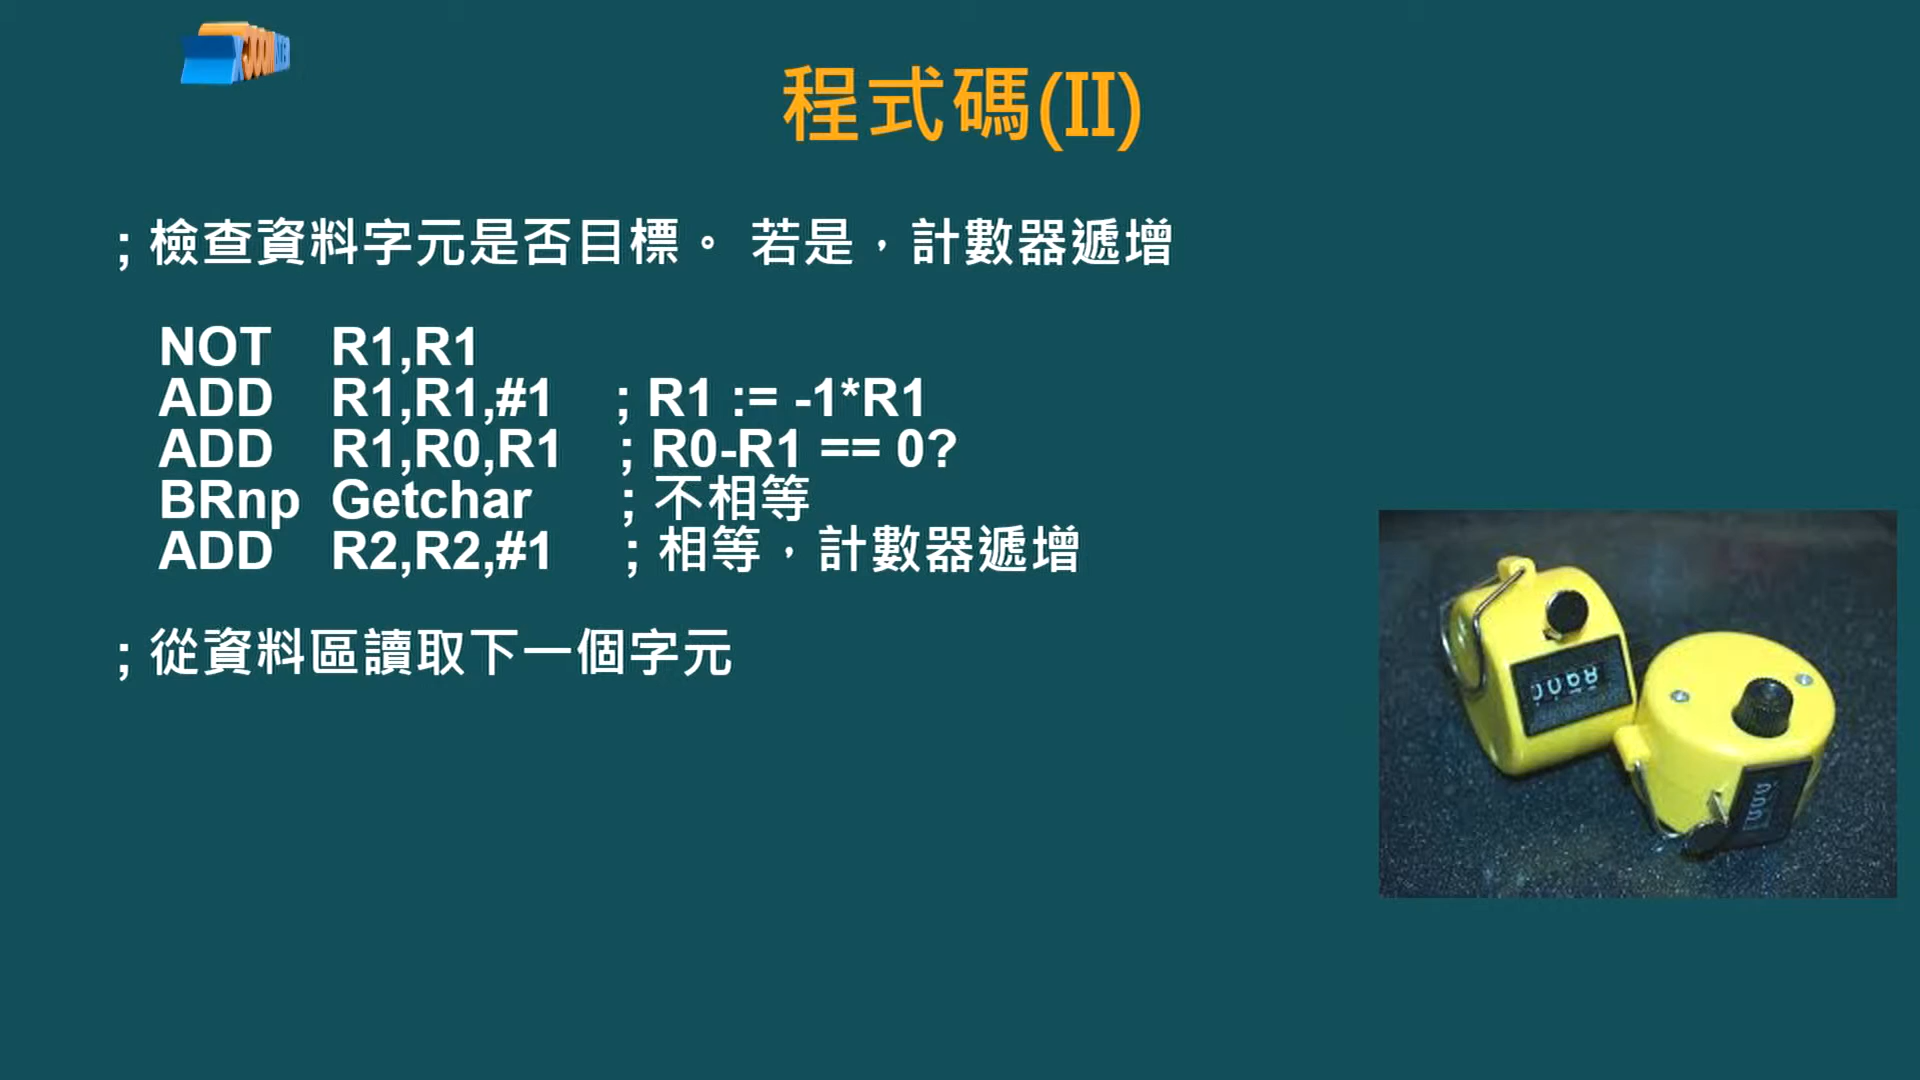 程式碼(II)
; 檢查資料字元是否目標。 若是，計數器遞增
NOT R1,R1
ADD R1,R1,#1 ; R1 := -1*R1
ADD R1,R0,R1 ; R0-R1 == 0?
BRnp Getchar ; 不相等
ADD R2,R2,#1 ; 相等，計數器遞增
; 從資料區讀取下一個字元